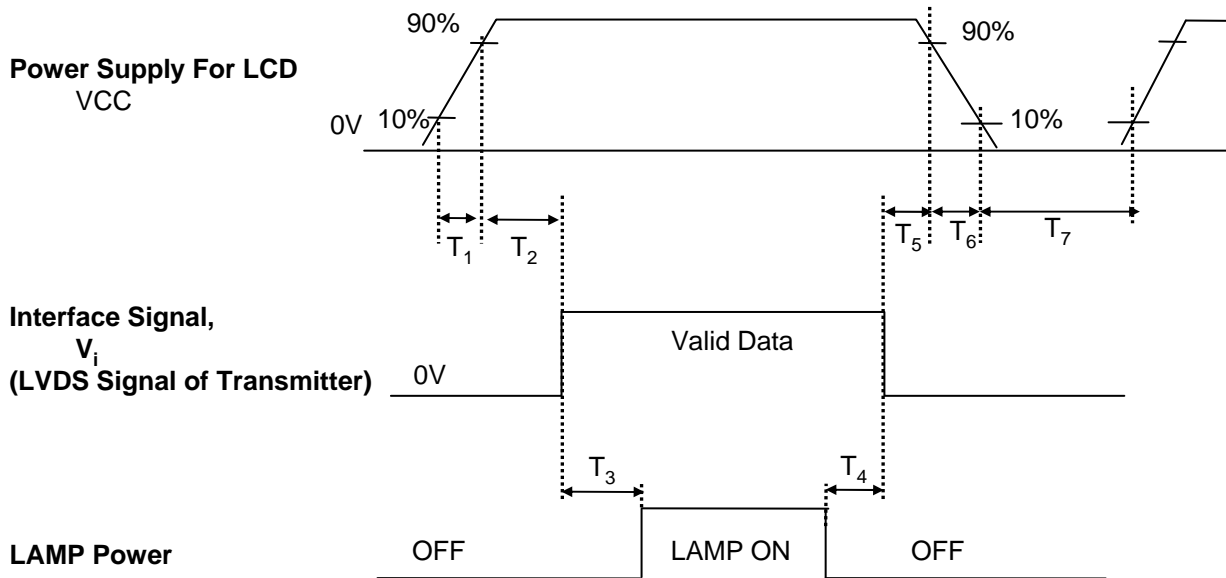 90%
90%
Power Supply For LCD
VCC
0V
10%
10%
T1
T2
T5
T6
T7
Interface Signal,
Vi
(LVDS Signal of Transmitter)
0V
Valid Data
T3
T4
LAMP Power
OFF
LAMP ON
OFF